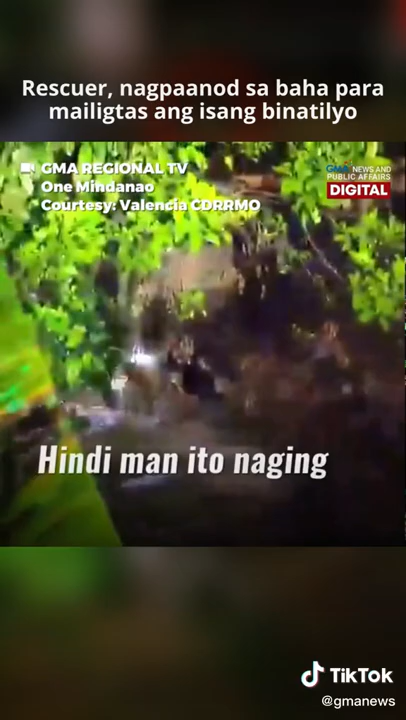 Rescuer, nagpaanod sa baha para
mailigtas ang isang binatilyo
GMA REGIONAL TV
One Mindanao
Courtesy: Valencia CDRRMO
GMA NEWS AND
PUBLIC AFFAIRS
DIGITAL
Hindi man ito naging
TikTok
@gmanews